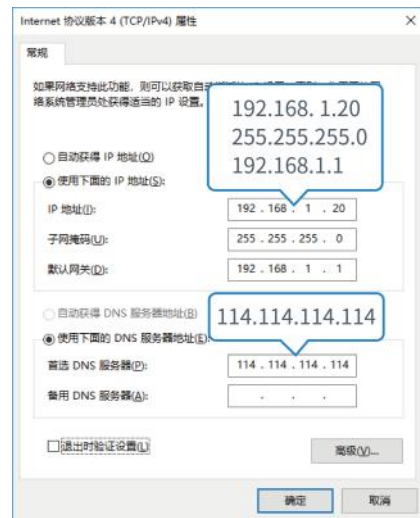 Internet 协议版本 4 (TCP/IPv4) 属性
常规
如果网络支持此功能，则可以获取自
络系统管理员处获得适当的 IP 设置。
192.168. 1.20
255.255.255.0
192.168.1.1
自动获得 IP 地址(O)
使用下面的 IP 地址(S):
IP 地址(I):
192 . 168 . 1 . 20
子网掩码(U):
255 . 255 . 255 . 0
默认网关(D):
192 . 168 . 1 . 1
自动获得 DNS 服务器地址(B)
114.114.114.114
使用下面的 DNS 服务器地址(E):
首选 DNS 服务器(P):
114 . 114 . 114 . 114
备用 DNS 服务器(A):
. . .
退出时验证设置(L)
高级(V)...
确定
取消